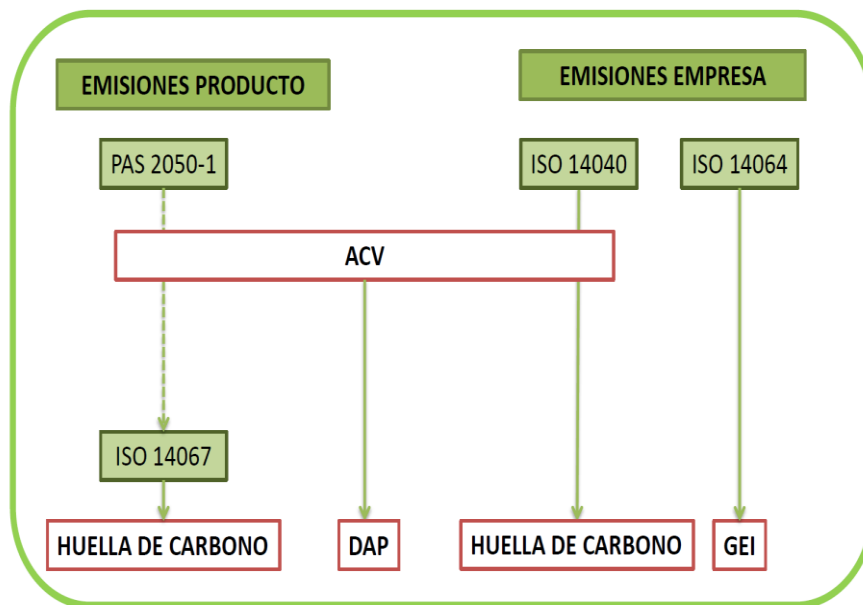 EMISIONES PRODUCTO
EMISIONES EMPRESA
PAS 2050-1
ISO 14040
ISO 14064
ACV
ISO 14067
HUELLA DE CARBONO
DAP
HUELLA DE CARBONO
GEI